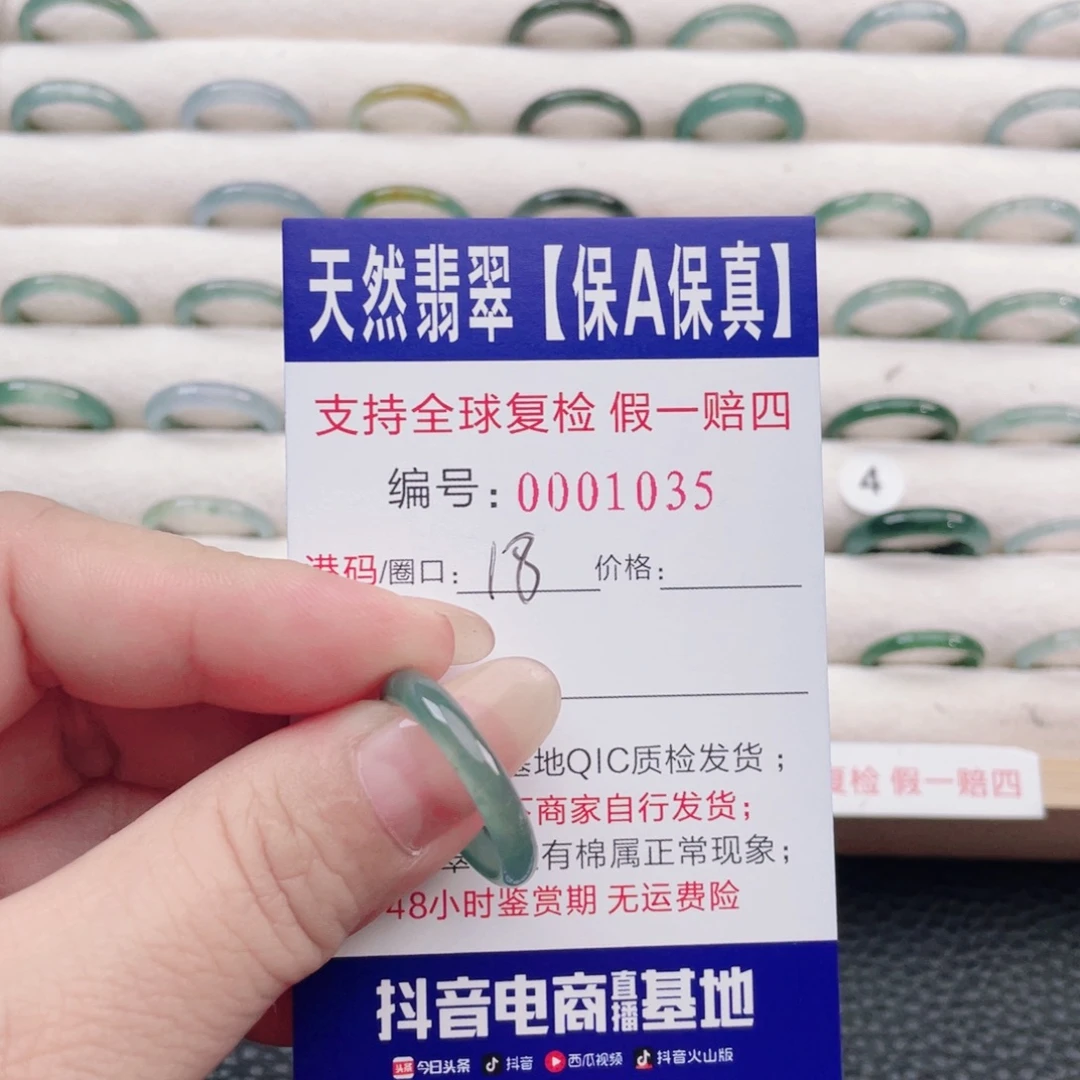 天然翡翠【保A保真】
支持全球复检 假一赔四
编号：0001035
港码/圈口：18 价格：
4
基地QIC质检发货；
商家自行发货；
复检 假一赔四
翠 有棉属正常现象；
48小时鉴赏期 无运费险
抖音电商直播基地
头条 今日头条 抖音 西瓜视频 抖音火山版